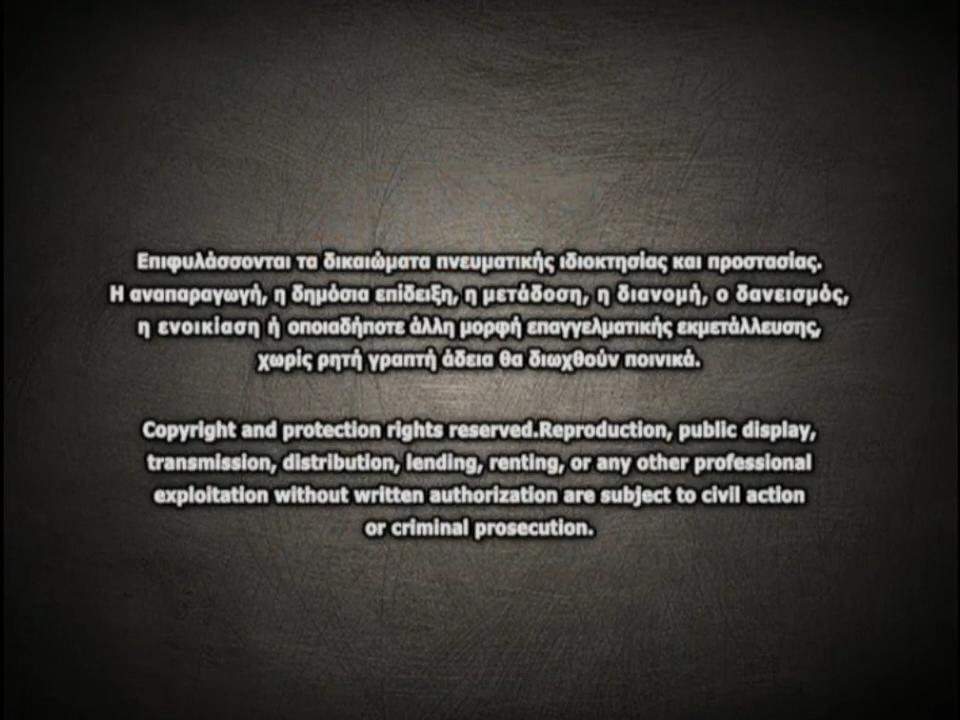 Επιφυλάσσονται τα δικαιώματα πνευματικής ιδιοκτησίας και προστασίας.
Η αναπαραγωγή, η δημόσια επίδειξη, η μετάδοση, η διανομή, ο δανεισμός,
η ενοικίαση ή οποιαδήποτε άλλη μορφή επαγγελματικής εκμετάλλευσης,
χωρίς ρητή γραπτή άδεια θα διωχθούν ποινικά.
Copyright and protection rights reserved.Reproduction, public display,
transmission, distribution, lending, renting, or any other professional
exploitation without written authorization are subject to civil action
or criminal prosecution.